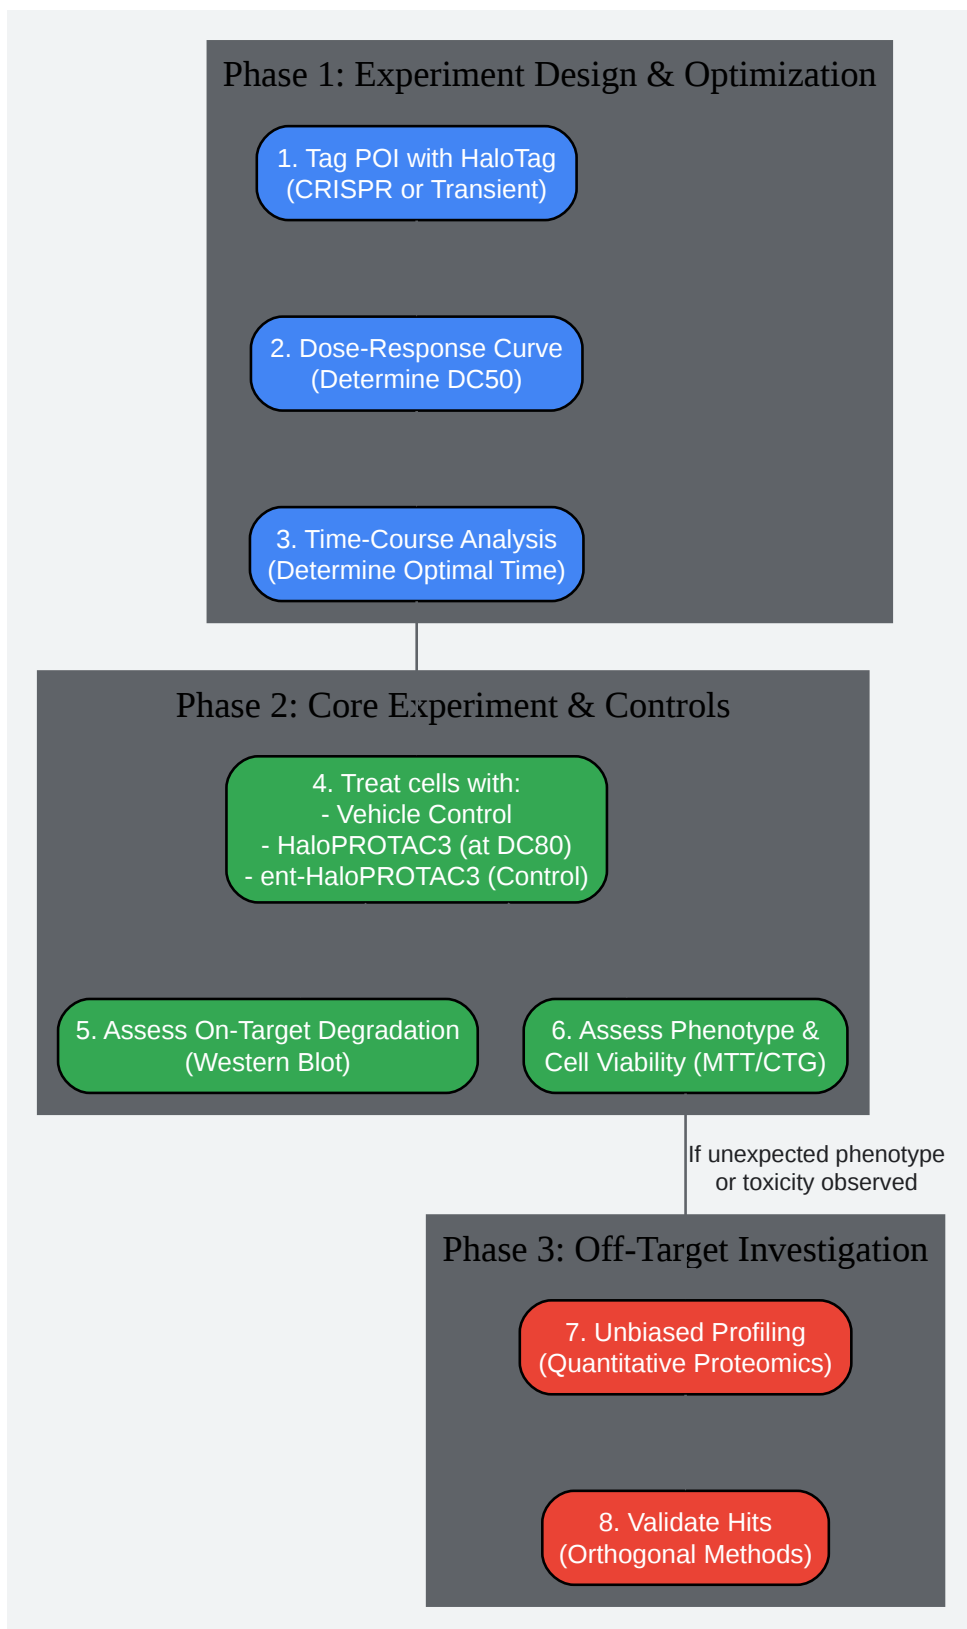 Phase 1: Experiment Design & Optimization
1. Tag POI with HaloTag
(CRISPR or Transient)
2. Dose-Response Curve
(Determine DC50)
3. Time-Course Analysis
(Determine Optimal Time)
Phase 2: Core Experiment & Controls
4. Treat cells with:
- Vehicle Control
- HaloPROTAC3 (at DC80)
- ent-HaloPROTAC3 (Control)
5. Assess On-Target Degradation
(Western Blot)
6. Assess Phenotype &
Cell Viability (MTT/CTG)
If unexpected phenotype
or toxicity observed
Phase 3: Off-Target Investigation
7. Unbiased Profiling
(Quantitative Proteomics)
8. Validate Hits
(Orthogonal Methods)